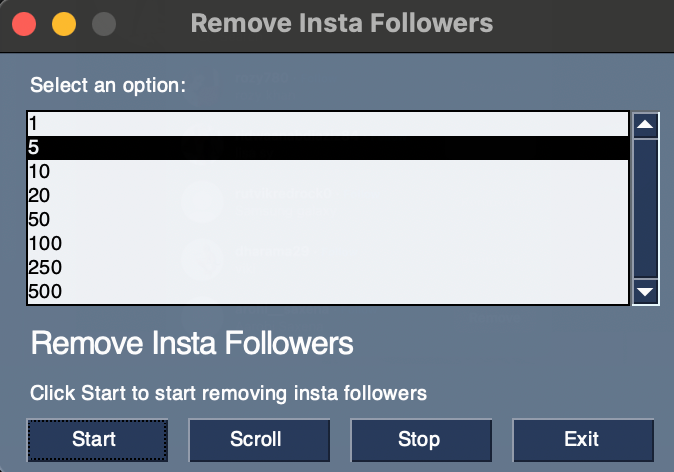 Remove Insta Followers
Select an option:
1
5
10
20
50
100
250
500
Remove Insta Followers
Click Start to start removing insta followers
Start
Scroll
Stop
Exit